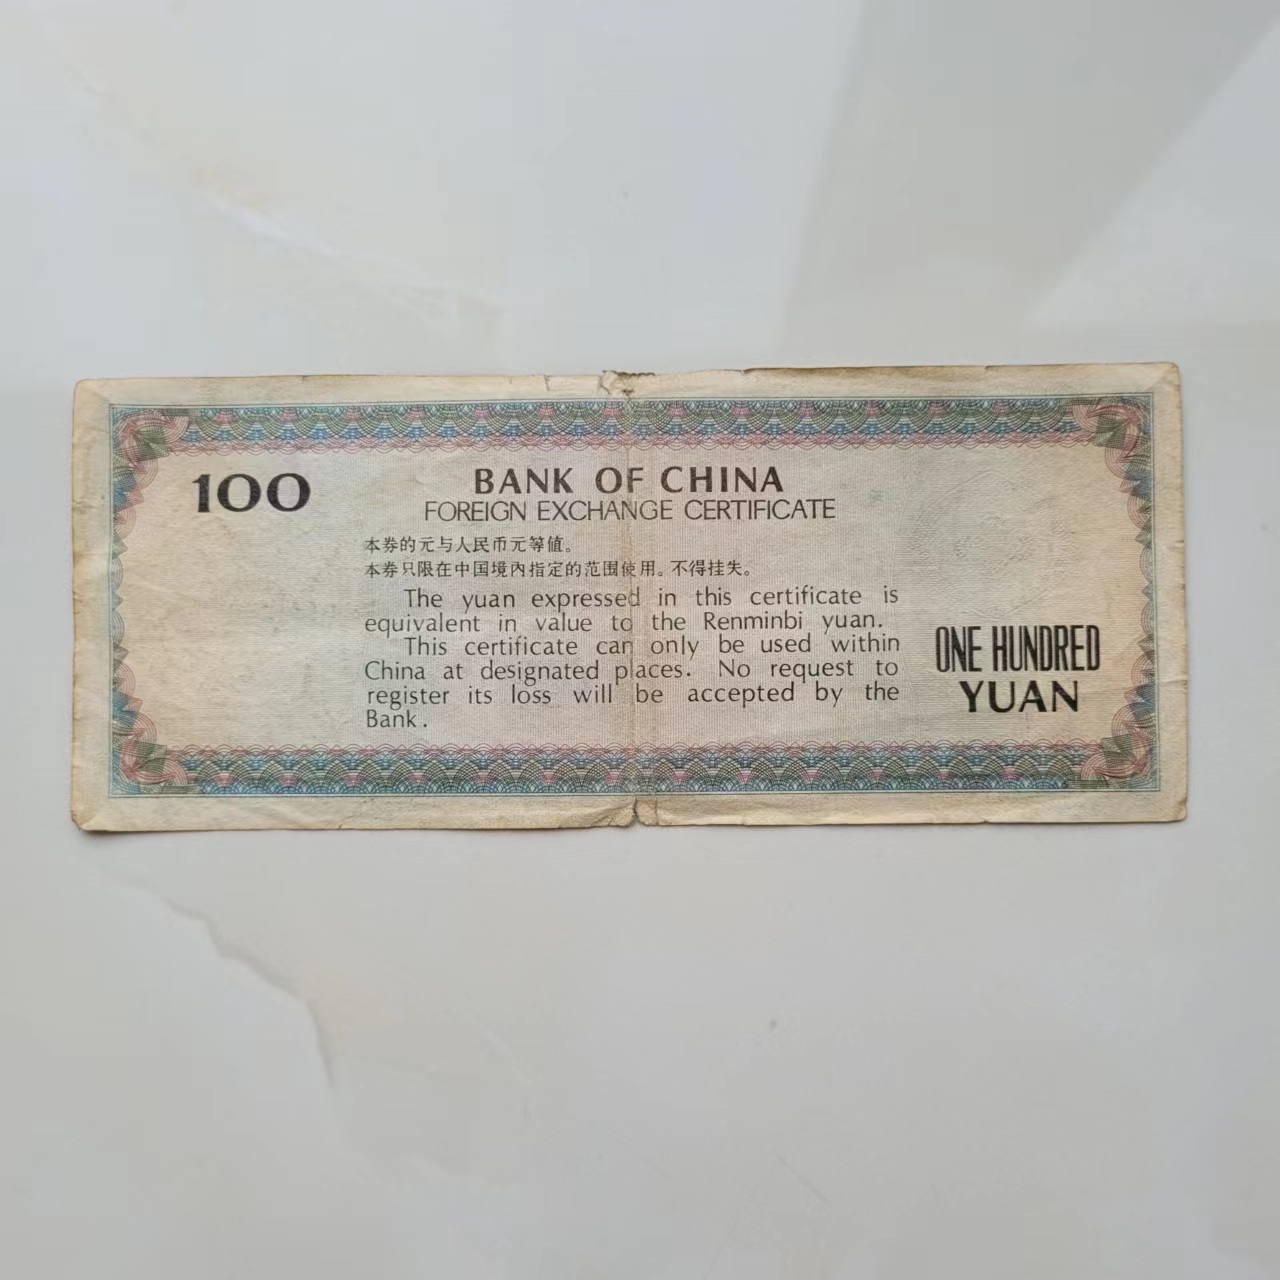 100
BANK OF CHINA
FOREIGN EXCHANGE CERTIFICATE
本券的元与人民币元等值。
本券只限在中国境内指定的范围使用。不得挂失。
The yuan expressed in this certificate is
equivalent in value to the Renminbi yuan.
This certificate can only be used within
China at designated places. No request to
register its loss will be accepted by the
Bank.
ONE HUNDRED
YUAN